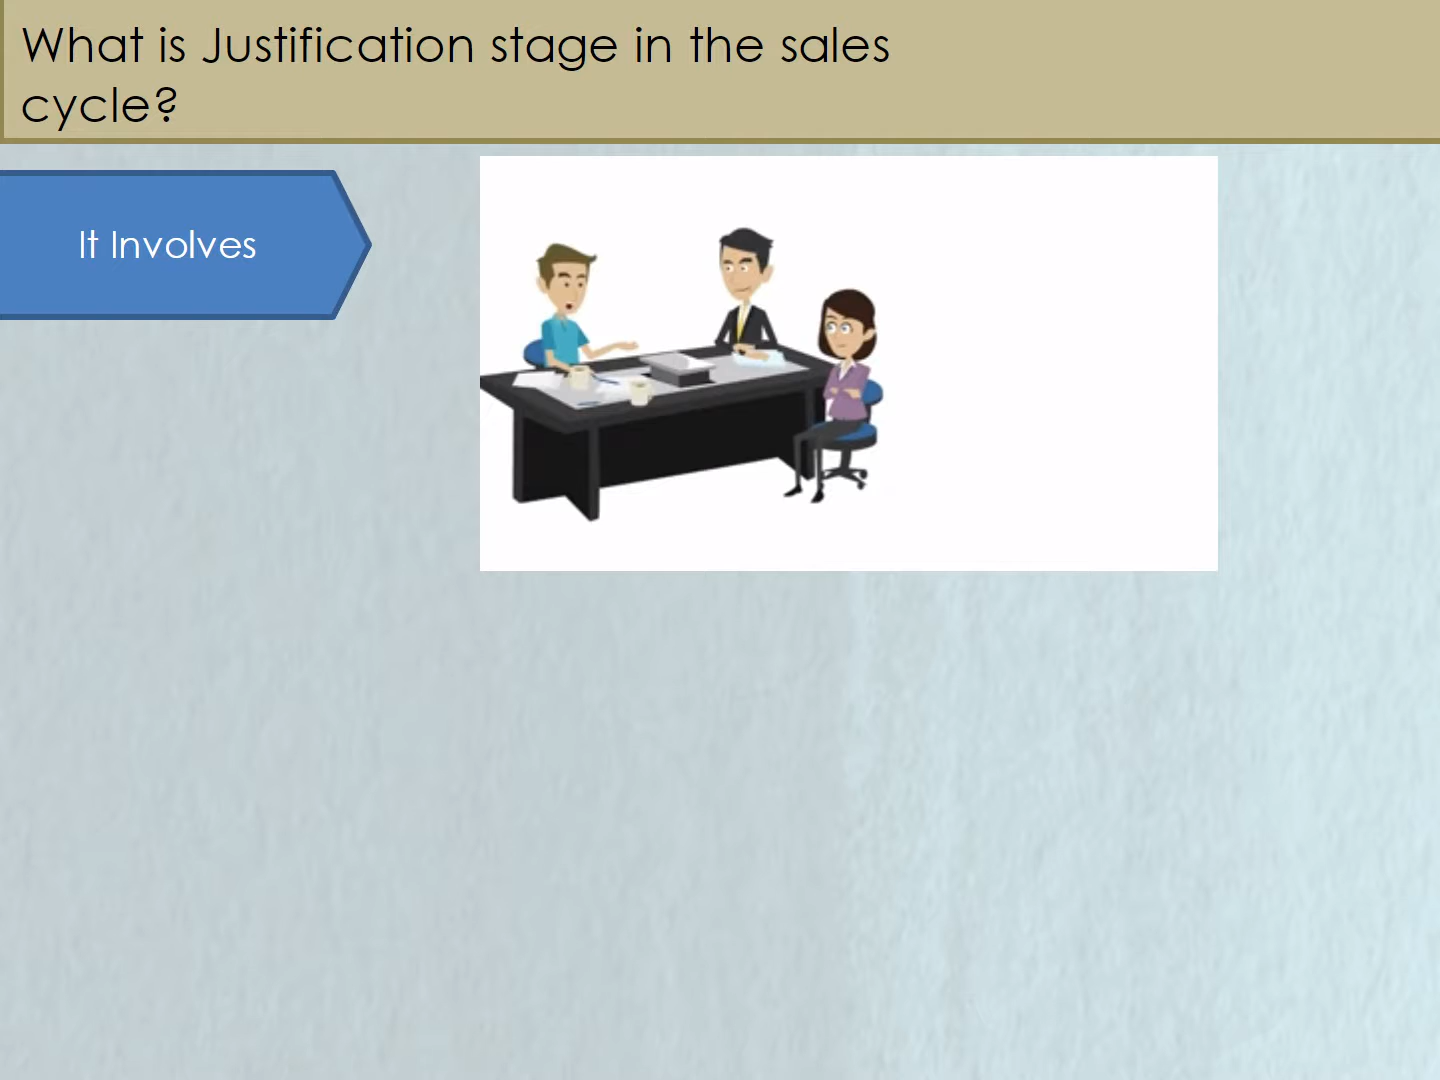 What is Justification stage in the sales
cycle?
It Involves